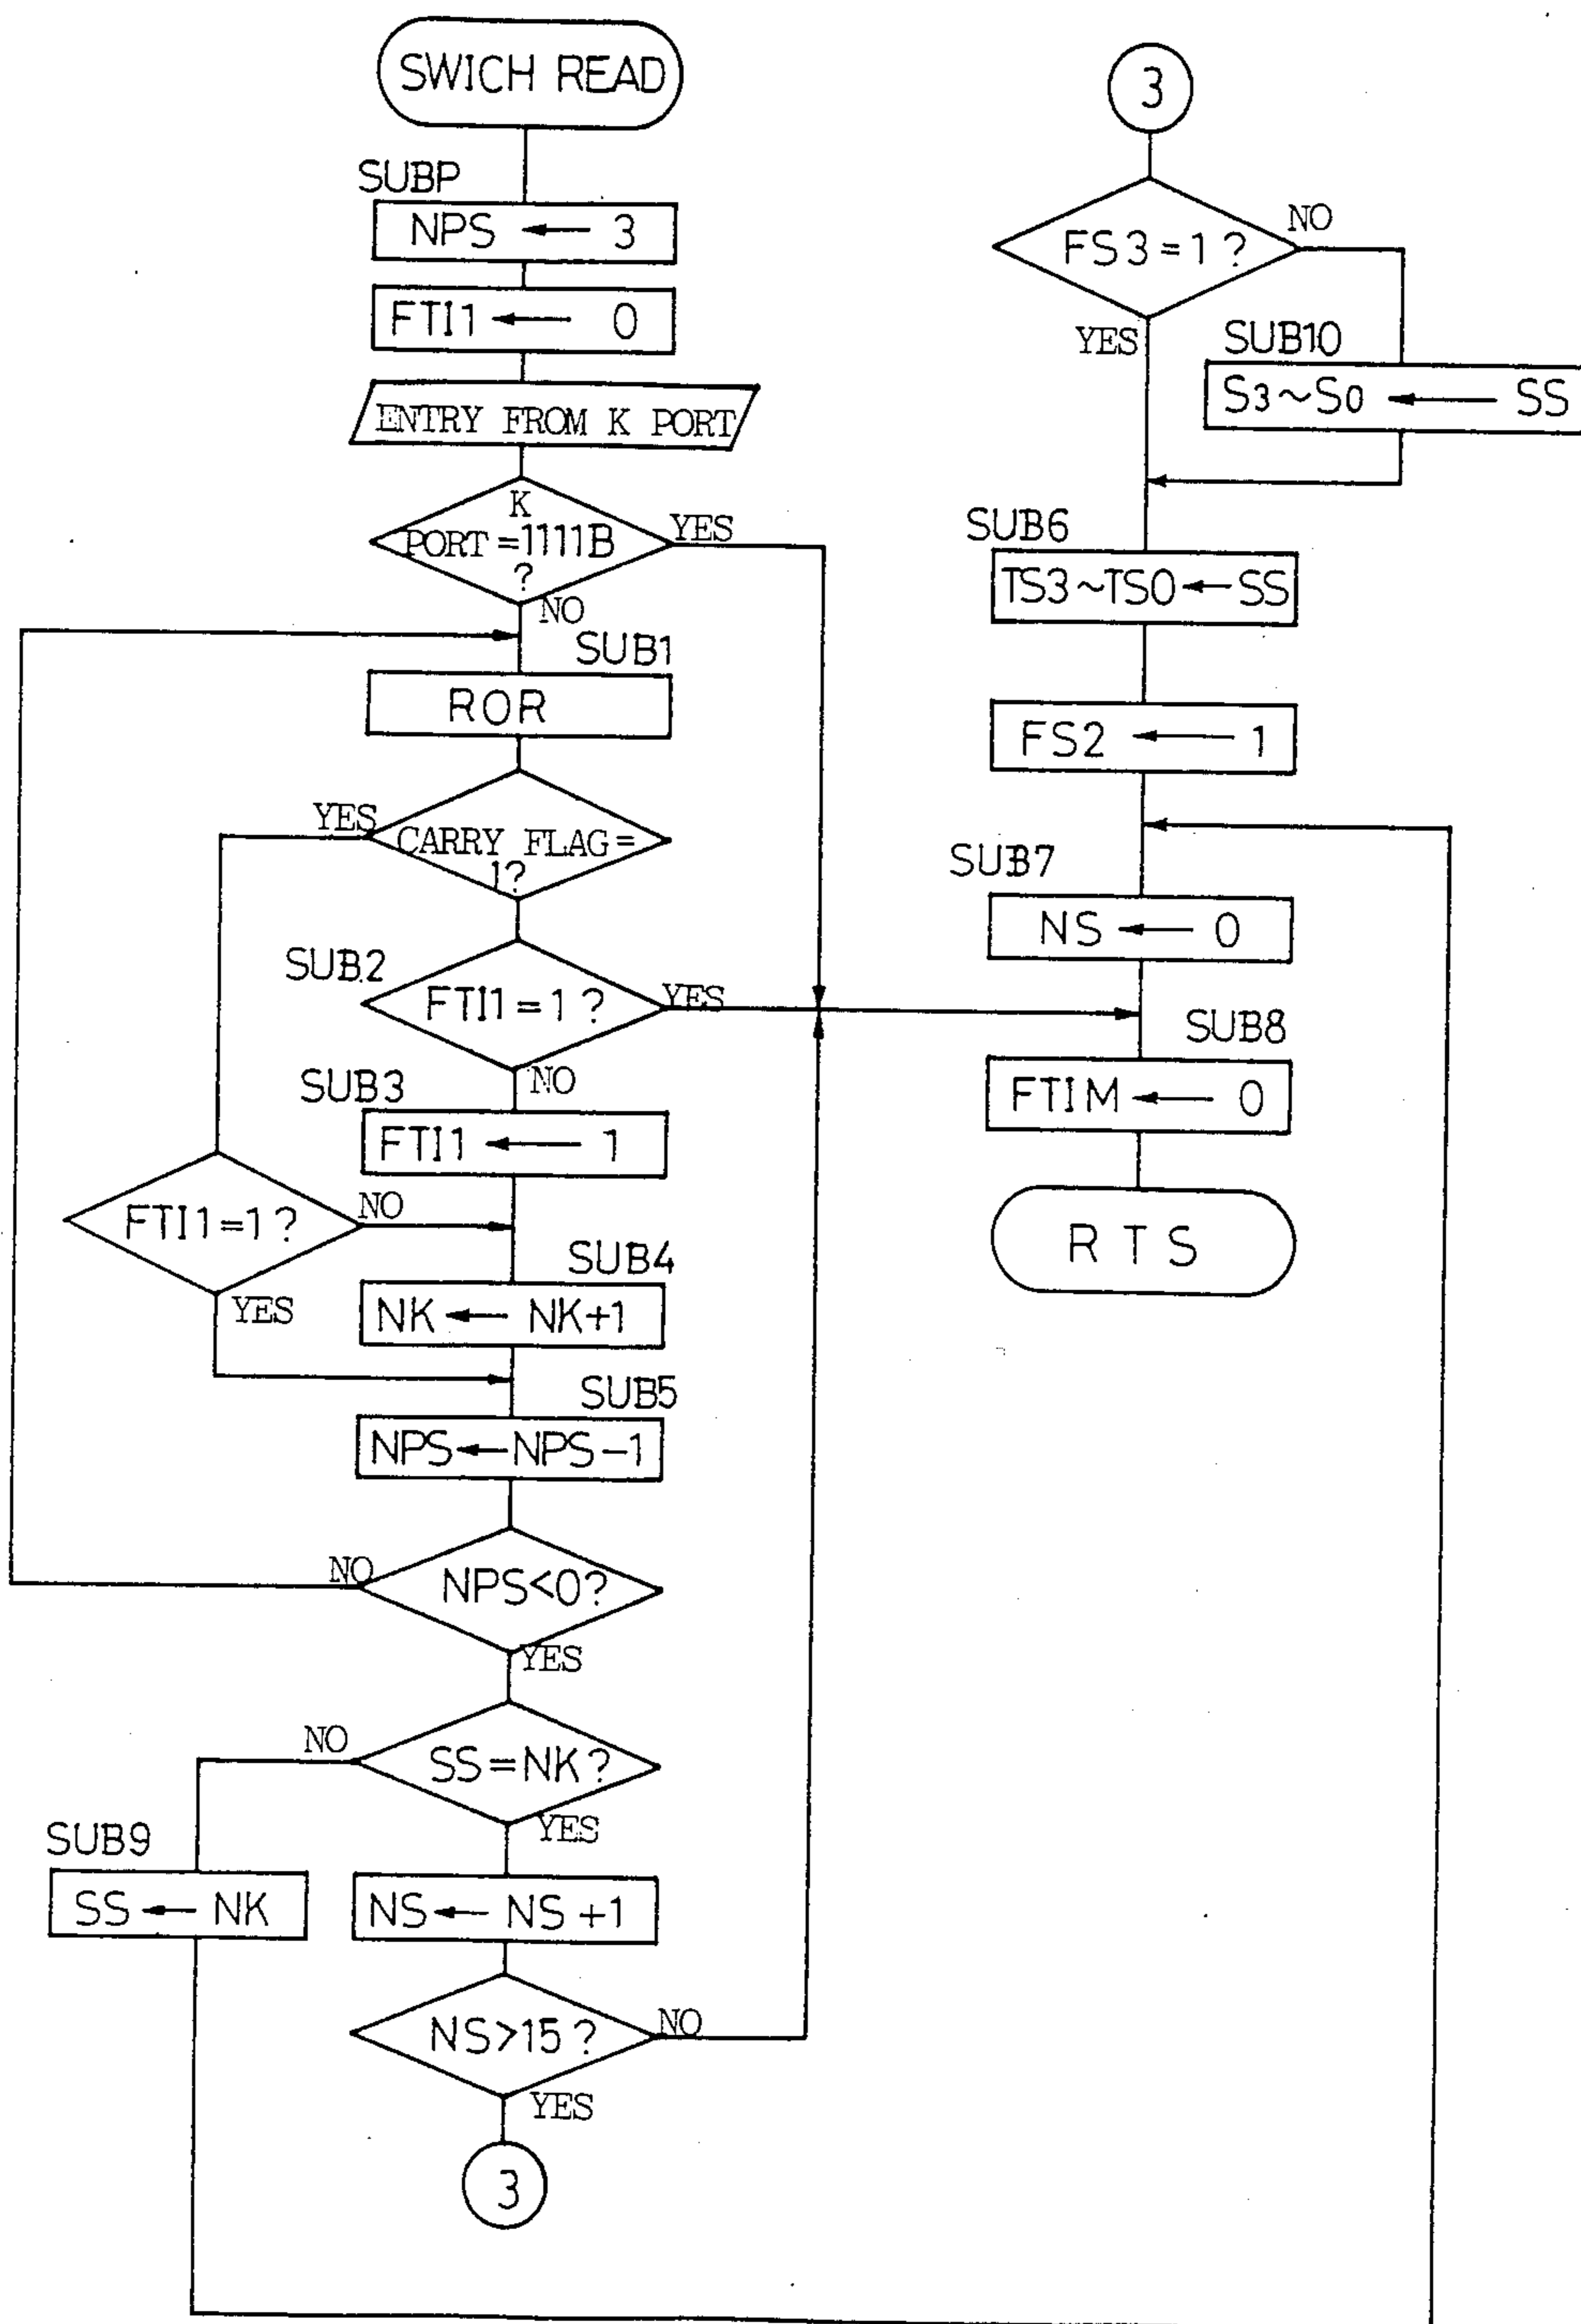 SWICH READ
SUBP
NPS ← 3
FTI1 ← 0
ENTRY FROM K PORT
K
PORT=1111B
?
YES
NO
SUB1
ROR
YES
CARRY FLAG=
1?
SUB2
FTI1=1?
YES
NO
SUB3
FTI1 ← 1
FTI1=1?
NO
YES
SUB4
NK ← NK+1
SUB5
NPS ← NPS-1
NO
NPS<0?
YES
NO
SS=NK?
YES
SUB9
SS ← NK
NS ← NS+1
NS>15?
NO
YES
3
3
FS3=1?
NO
YES
SUB10
S3~S0 ← SS
SUB6
TS3~TS0 ← SS
FS2 ← 1
SUB7
NS ← 0
SUB8
FTIM ← 0
RTS